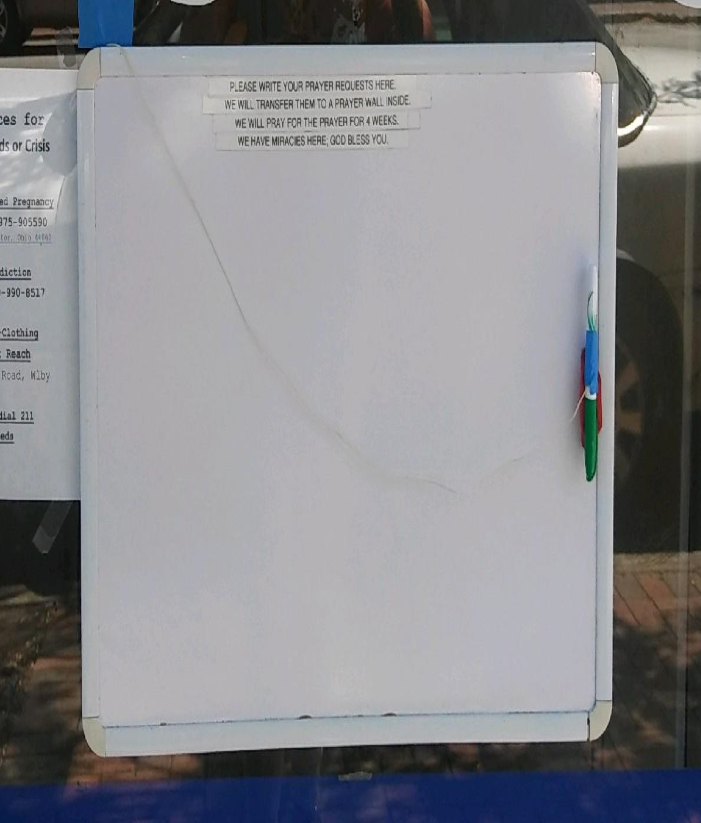 ces for
ds or Crisis
ed Pregnancy
975-905590
diction
-990-8517
Clothing
Reach
Road, Wlby
dial 211
eds
PLEASE WRITE YOUR PRAYER REQUESTS HERE.
WE WILL TRANSFER THEM TO A PRAYER WALL INSIDE.
WE WILL PRAY FOR THE PRAYER FOR 4 WEEKS.
WE HAVE MIRACIES HERE; GOD BLESS YOU.